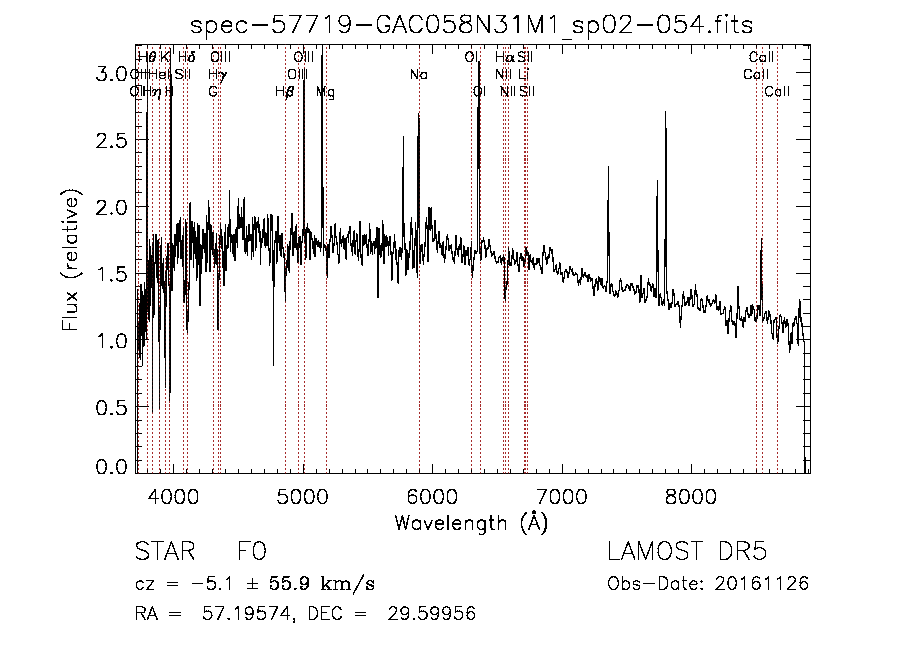 spec-57719-GAC058N31M1_sp02-054.fits
Hθ K Hδ OIII OIII OI Hα SII CaII
OII HeI SII Hγ OIII Na NII Li CaII
OII Hη H G Hβ Mg OI NII SII CaII
3.0
2.5
2.0
1.5
1.0
0.5
0.0
Flux (relative)
4000 5000 6000 7000 8000
Wavelength (Å)
STAR F0 LAMOST DR5
cz = -5.1 ± 55.9 km/s Obs-Date: 20161126
RA = 57.19574, DEC = 29.59956